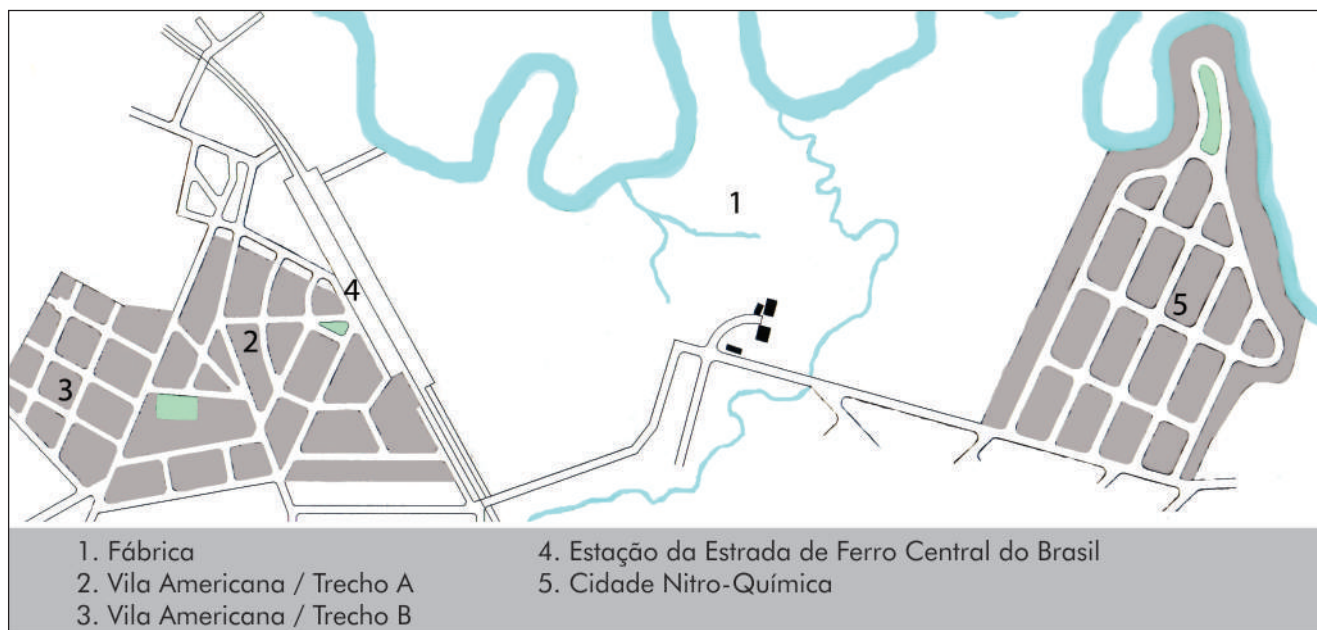 1
5
4
2
3
1. Fábrica
2. Vila Americana / Trecho A
3. Vila Americana / Trecho B
4. Estação da Estrada de Ferro Central do Brasil
5. Cidade Nitro-Química